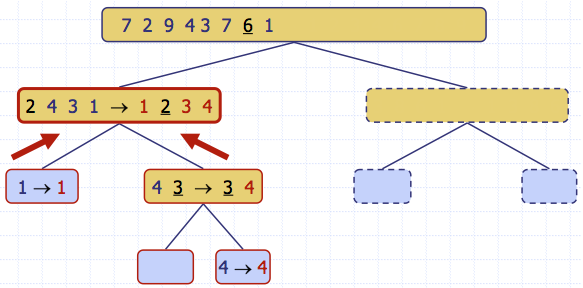 7 2 9 4 3 7 6 1
2 4 3 1 → 1 2 3 4
1 → 1
4 3 → 3 4
4 → 4